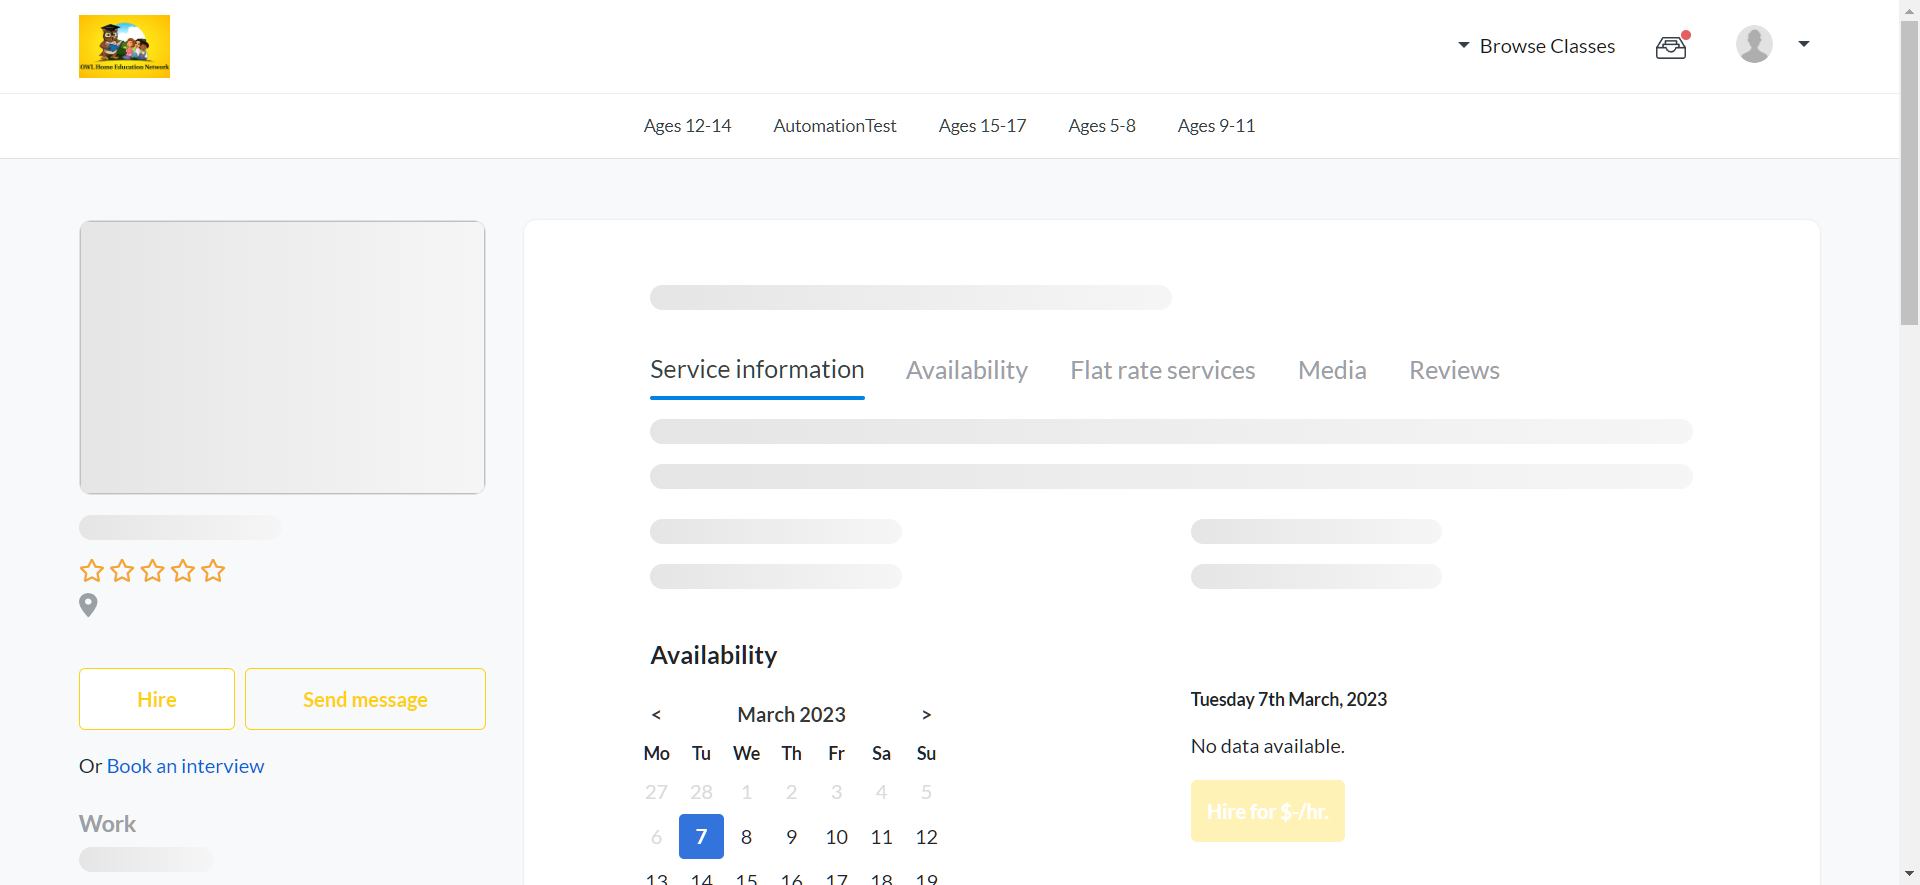 OWL Home Education Network
Browse Classes
Ages 12-14 AutomationTest Ages 15-17 Ages 5-8 Ages 9-11
Service information Availability Flat rate services Media Reviews
Hire Send message
Or Book an interview
Work
Availability
< March 2023 >
Mo Tu We Th Fr Sa Su
27 28 1 2 3 4 5
6 7 8 9 10 11 12
13 14 15 16 17 18 19
Tuesday 7th March, 2023
No data available.
Hire for $-/hr.